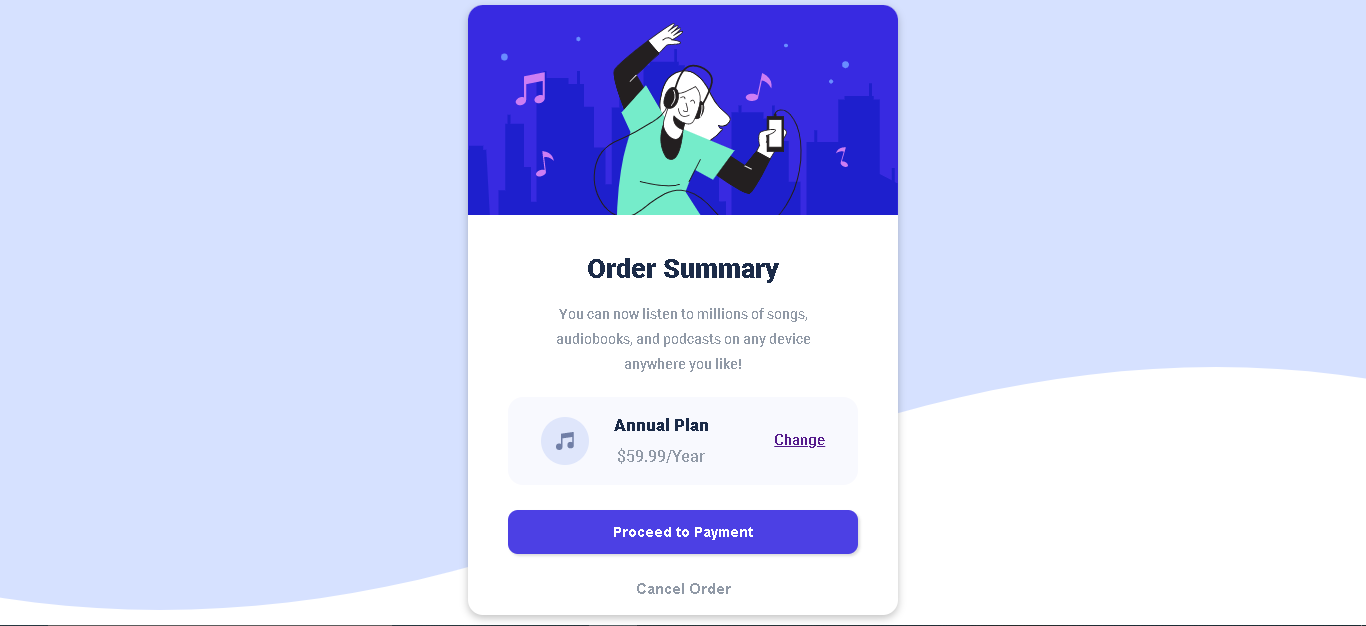 Order Summary
You can now listen to millions of songs,
audiobooks, and podcasts on any device
anywhere you like!
Annual Plan
$59.99/Year
Change
Proceed to Payment
Cancel Order